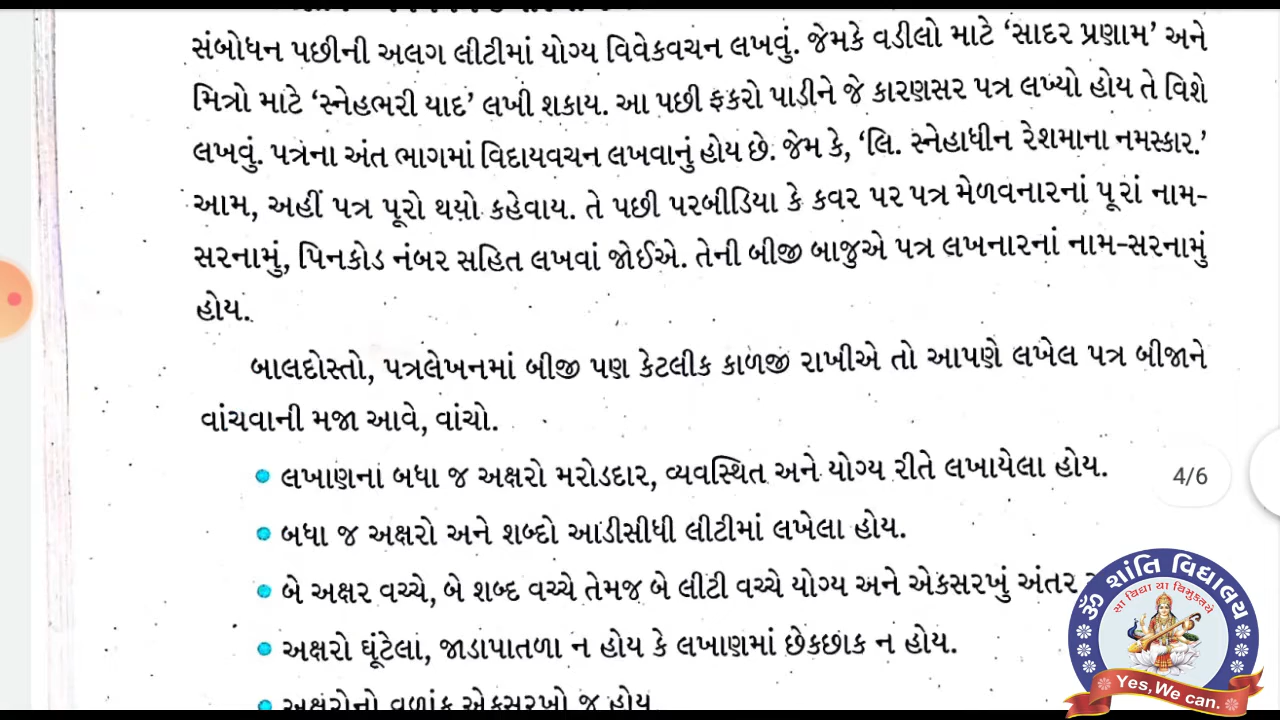 સંબોધન પછીની અલગ લીટીમાં યોગ્ય વિવેકવચન લખવું. જેમકે વડીલો માટે ‘સાદર પ્રણામ’ અને
મિત્રો માટે ‘સ્નેહભરી યાદ’ લખી શકાય. આ પછી ફકરો પાડીને જે કારણસર પત્ર લખ્યો હોય તે વિશે
લખવું. પત્રના અંત ભાગમાં વિદાયવચન લખવાનું હોય છે. જેમ કે, ‘લિ. સ્નેહાધીન રેશમાના નમસ્કાર.’
આમ, અહીં પત્ર પૂરો થયો કહેવાય. તે પછી પરબીડિયા કે કવર પર પત્ર મેળવનારનાં પૂરાં નામ-
સરનામું, પિનકોડ નંબર સહિત લખવાં જોઈએ. તેની બીજી બાજુએ પત્ર લખનારનાં નામ-સરનામું
હોય.
બાલદોસ્તો, પત્રલેખનમાં બીજી પણ કેટલીક કાળજી રાખીએ તો આપણે લખેલ પત્ર બીજાને
વાંચવાની મજા આવે, વાંચો.
• લખાણનાં બધા જ અક્ષરો મરોડદાર, વ્યવસ્થિત અને યોગ્ય રીતે લખાયેલા હોય.
4/6
• બધા જ અક્ષરો અને શબ્દો આડીસીધી લીટીમાં લખેલા હોય.
• બે અક્ષર વચ્ચે, બે શબ્દ વચ્ચે તેમજ બે લીટી વચ્ચે યોગ્ય અને એકસરખું અંતર
• અક્ષરો ઘૂંટેલા, જાડાપાતળા ન હોય કે લખાણમાં છેકછાક ન હોય.
• અક્ષરોનો વળાંક એકસરખો જ હોય
ૐ શાંતિ વિદ્યાલય
સા વિદ્યા યા વિમુક્તયે
Yes, We can.